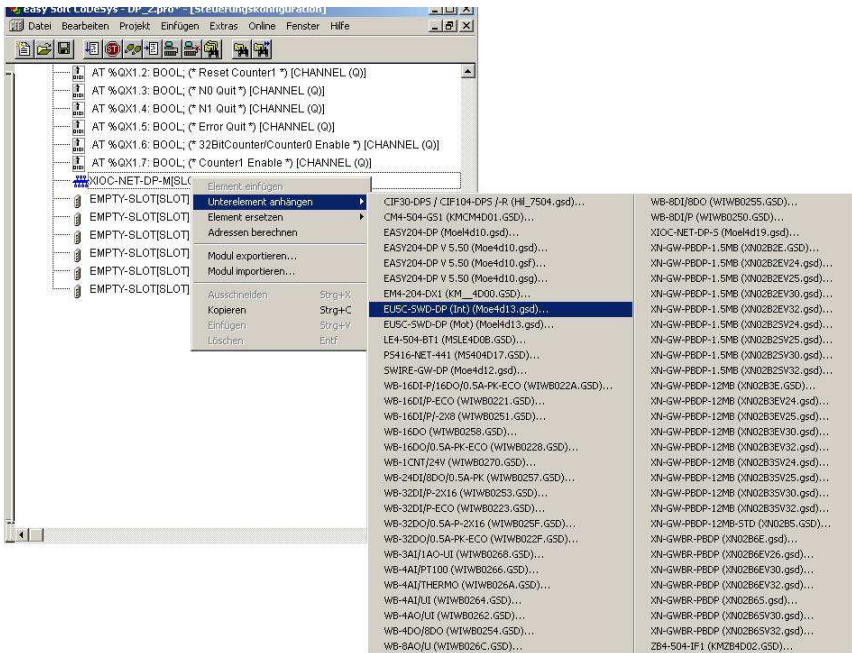 easy Soft CoDeSys - DP_2.pro* - [Steuerungskonfiguration]
Datei Bearbeiten Projekt Einfügen Extras Online Fenster Hilfe
AT %QX1.2: BOOL; (* Reset Counter1 *) [CHANNEL (Q)]
AT %QX1.3: BOOL; (* N0 Quit *) [CHANNEL (Q)]
AT %QX1.4: BOOL; (* N1 Quit *) [CHANNEL (Q)]
AT %QX1.5: BOOL; (* Error Quit *) [CHANNEL (Q)]
AT %QX1.6: BOOL; (* 32BitCounter/Counter0 Enable *) [CHANNEL (Q)]
AT %QX1.7: BOOL; (* Counter1 Enable *) [CHANNEL (Q)]
XIOC-NET-DP-M[SLO
EMPTY-SLOT[SLOT]
EMPTY-SLOT[SLOT]
EMPTY-SLOT[SLOT]
EMPTY-SLOT[SLOT]
EMPTY-SLOT[SLOT]
EMPTY-SLOT[SLOT]
Element einfügen
Unterelement anhängen
Element ersetzen
Adressen berechnen
Modul exportieren...
Modul importieren...
Ausschneiden Strg+X
Kopieren Strg+C
Einfügen Strg+V
Löschen Entf
CIF30-DPS / CIF104-DPS /-R (Hil_7504.gsd)...
CM4-504-GS1 (KMCM4D01.GSD)...
EASY204-DP (Moel4d10.gsd)...
EASY204-DP V 5.50 (Moe4d10.gsd)...
EASY204-DP V 5.50 (Moe4d10.gsf)...
EASY204-DP V 5.50 (Moe4d10.gsg)...
EM4-204-DX1 (KM__4D00.GSD)...
EU5C-SWD-DP (Int) (Moe4d13.gsd)...
EU5C-SWD-DP (Mot) (Moel4d13.gsd)...
LE4-504-BT1 (MSLE4D0B.GSD)...
PS416-NET-441 (MS404D17.GSD)...
SWIRE-GW-DP (Moe4d12.gsd)...
WB-16DI-P/16DO/0.5A-PK-ECO (WIWB022A.GSD)...
WB-16DI/P-ECO (WIWB0221.GSD)...
WB-16DI/P/-2X8 (WIWB0251.GSD)...
WB-16DO (WIWB0258.GSD)...
WB-16DO/0.5A-PK-ECO (WIWB0228.GSD)...
WB-1CNT/24V (WIWB0270.GSD)...
WB-24DI/8DO/0.5A-PK (WIWB0257.GSD)...
WB-32DI/P-2X16 (WIWB0253.GSD)...
WB-32DI/P-ECO (WIWB0223.GSD)...
WB-32DO/0.5A-P-2X16 (WIWB025F.GSD)...
WB-32DO/0.5A-PK-ECO (WIWB022F.GSD)...
WB-3AI/1AO-UI (WIWB0268.GSD)...
WB-4AI/PT100 (WIWB0266.GSD)...
WB-4AI/THERMO (WIWB026A.GSD)...
WB-4AI/UI (WIWB0264.GSD)...
WB-4AO/UI (WIWB0262.GSD)...
WB-4DO/8DO (WIWB0254.GSD)...
WB-8AO/U (WIWB026C.GSD)...
WB-8DI/8DO (WIWB0255.GSD)...
WB-8DI/P (WIWB0250.GSD)...
XIOC-NET-DP-S (Moel4d19.gsd)...
XN-GW-PBDP-1.5MB (XN02B2E.GSD)...
XN-GW-PBDP-1.5MB (XN02B2EV24.gsd)...
XN-GW-PBDP-1.5MB (XN02B2EV25.gsd)...
XN-GW-PBDP-1.5MB (XN02B2EV30.gsd)...
XN-GW-PBDP-1.5MB (XN02B2EV32.gsd)...
XN-GW-PBDP-1.5MB (XN02B2SV24.gsd)...
XN-GW-PBDP-1.5MB (XN02B2SV25.gsd)...
XN-GW-PBDP-1.5MB (XN02B2SV30.gsd)...
XN-GW-PBDP-1.5MB (XN02B2SV32.gsd)...
XN-GW-PBDP-12MB (XN02B3E.GSD)...
XN-GW-PBDP-12MB (XN02B3EV24.gsd)...
XN-GW-PBDP-12MB (XN02B3EV25.gsd)...
XN-GW-PBDP-12MB (XN02B3EV30.gsd)...
XN-GW-PBDP-12MB (XN02B3EV32.gsd)...
XN-GW-PBDP-12MB (XN02B3SV24.gsd)...
XN-GW-PBDP-12MB (XN02B3SV25.gsd)...
XN-GW-PBDP-12MB (XN02B3SV30.gsd)...
XN-GW-PBDP-12MB (XN02B3SV32.gsd)...
XN-GW-PBDP-12MB-STD (XN02B5.GSD)...
XN-GWBR-PBDP (XN02B6E.gsd)...
XN-GWBR-PBDP (XN02B6EV26.gsd)...
XN-GWBR-PBDP (XN02B6EV30.gsd)...
XN-GWBR-PBDP (XN02B6EV32.gsd)...
XN-GWBR-PBDP (XN02B6S.gsd)...
XN-GWBR-PBDP (XN02B6SV30.gsd)...
XN-GWBR-PBDP (XN02B6SV32.gsd)...
ZB4-504-IF1 (KMZB4D02.GSD)...